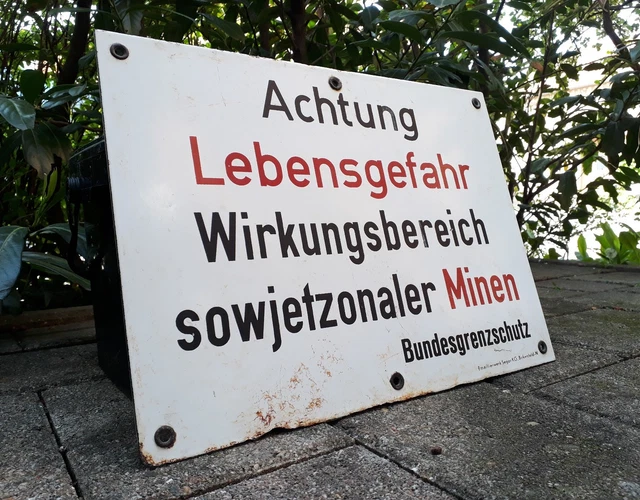 Achtung
Lebensgefahr
Wirkungsbereich
sowjetzonaler Minen
Bundesgrenzschutz